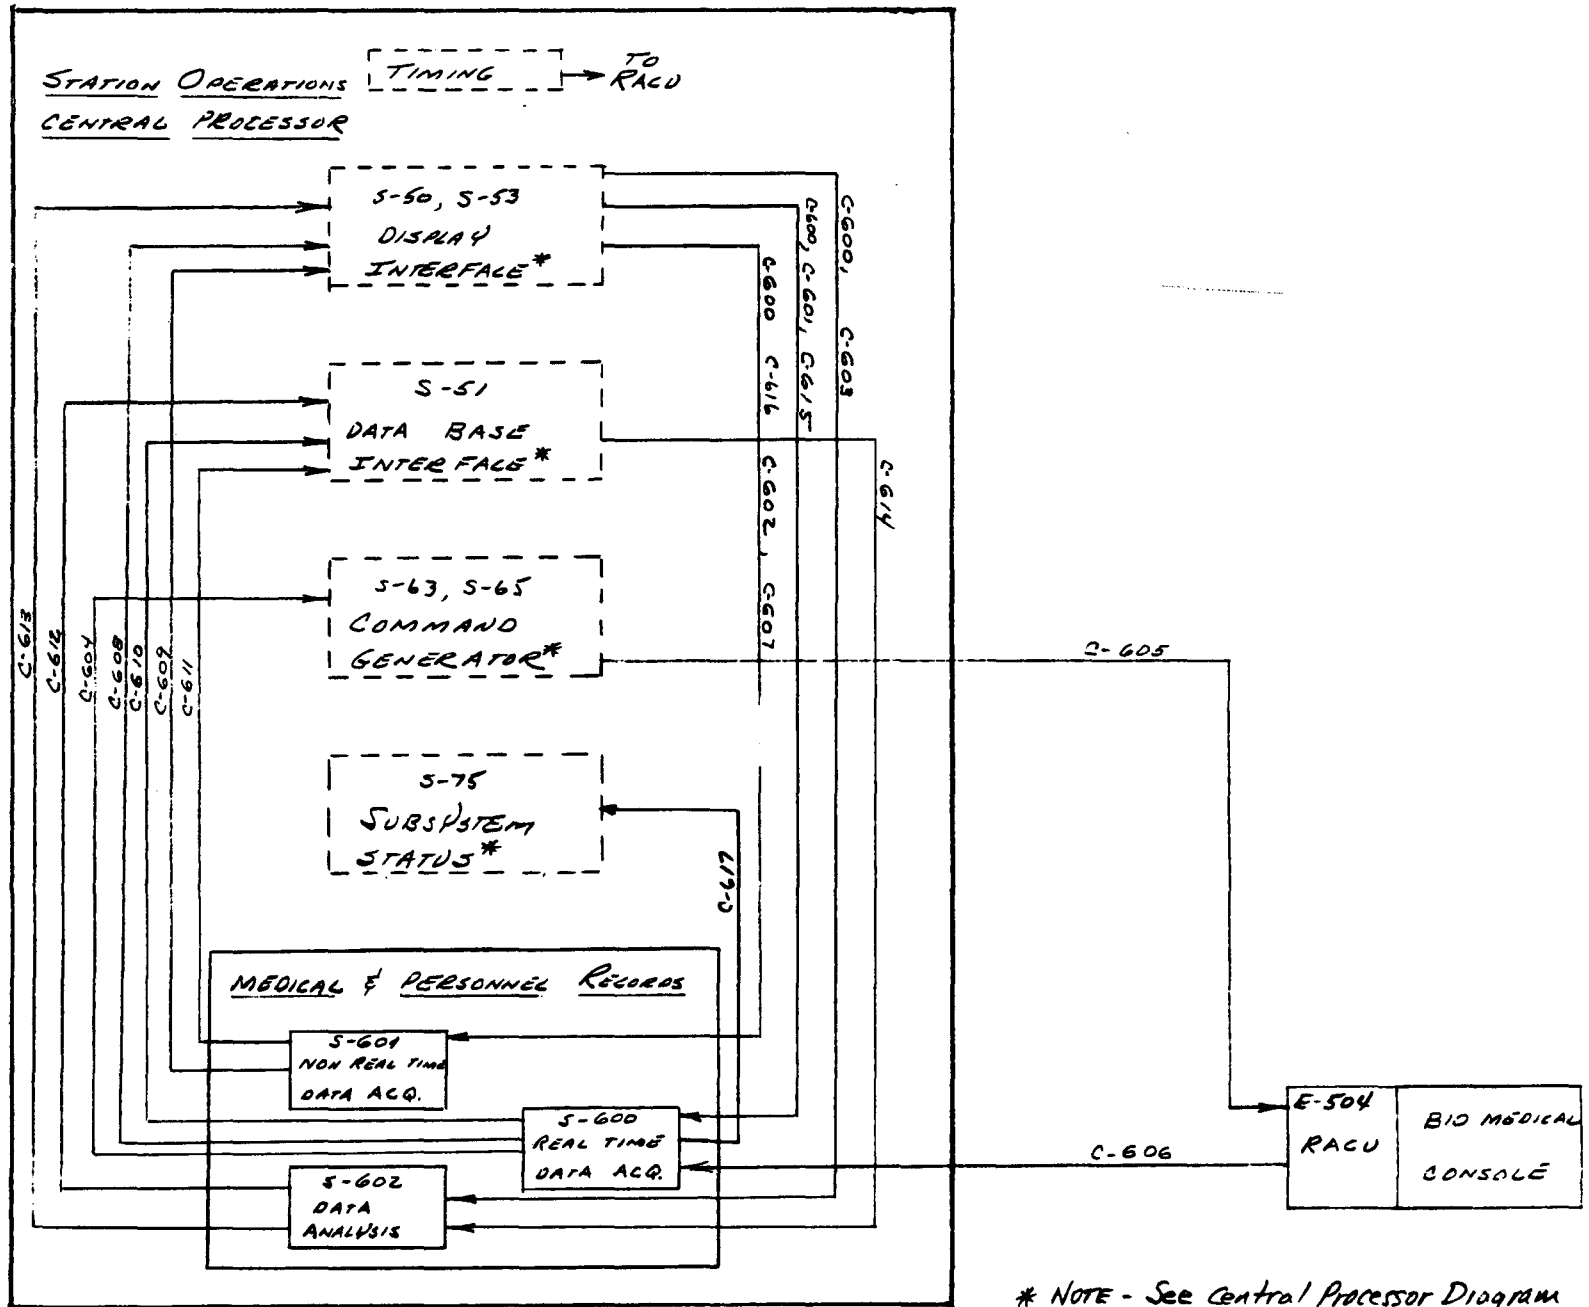 STATION OPERATIONS
CENTRAL PROCESSOR
TIMING
TO
RACU
S-50, S-53
DISPLAY
INTERFACE*
S-51
DATA BASE
INTERFACE*
S-63, S-65
COMMAND
GENERATOR*
S-75
SUBSYSTEM
STATUS*
C-613
C-612
C-604
C-608
C-610
C-609
C-611
C-600 C-616 C-602, C-607
C-600, C-601, C-615
C-600, C-603
C-614
C-617
C-605
C-606
MEDICAL & PERSONNEL RECORDS
S-601
NON REAL TIME
DATA ACQ.
S-600
REAL TIME
DATA ACQ.
S-602
DATA
ANALYSIS
E-504
RACU
BIO MEDICAL
CONSOLE
* NOTE - See Central Processor Diagram